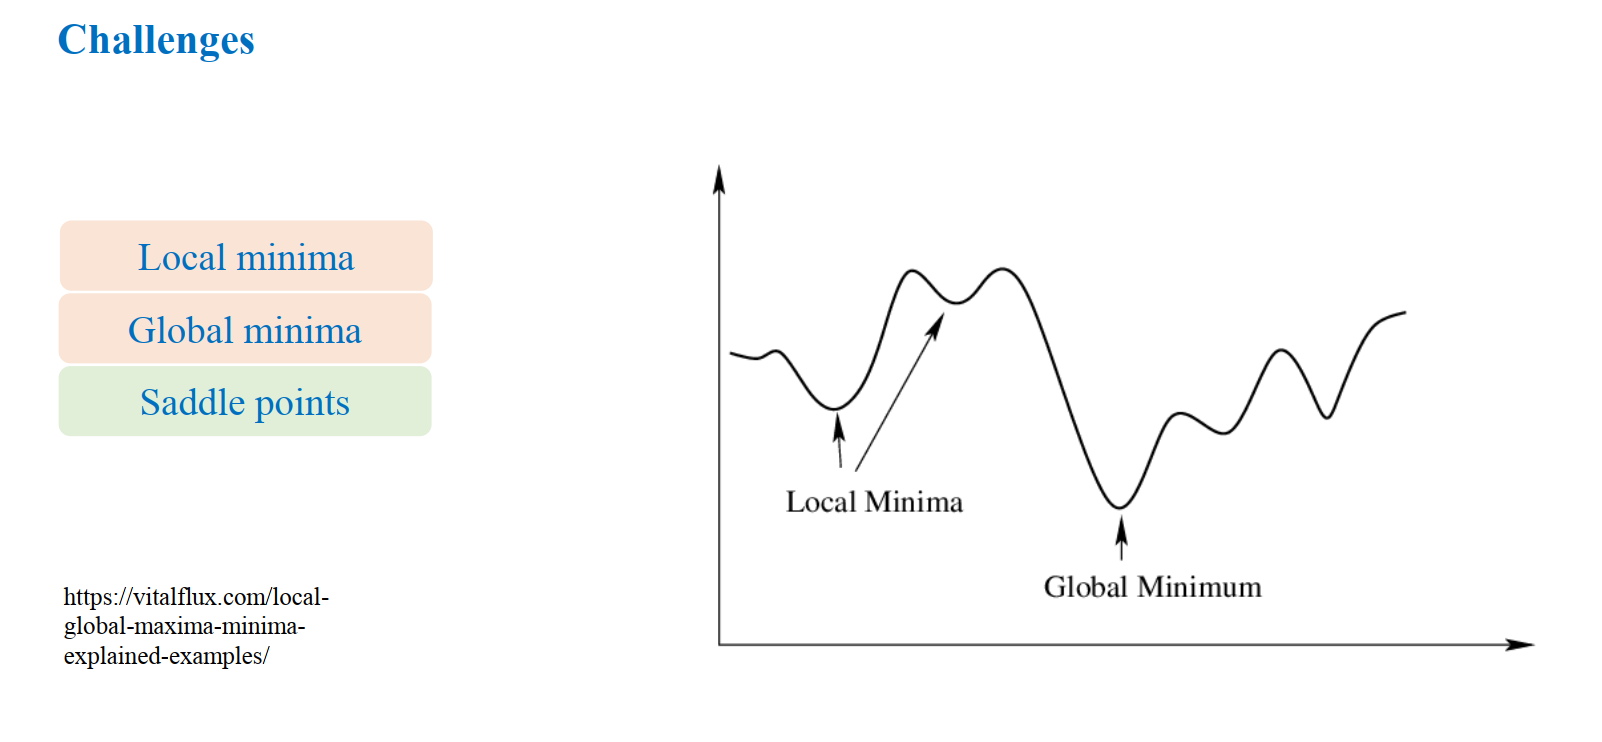 Challenges
Local minima
Global minima
Saddle points
https://vitalflux.com/local-
global-maxima-minima-
explained-examples/
Local Minima
Global Minimum